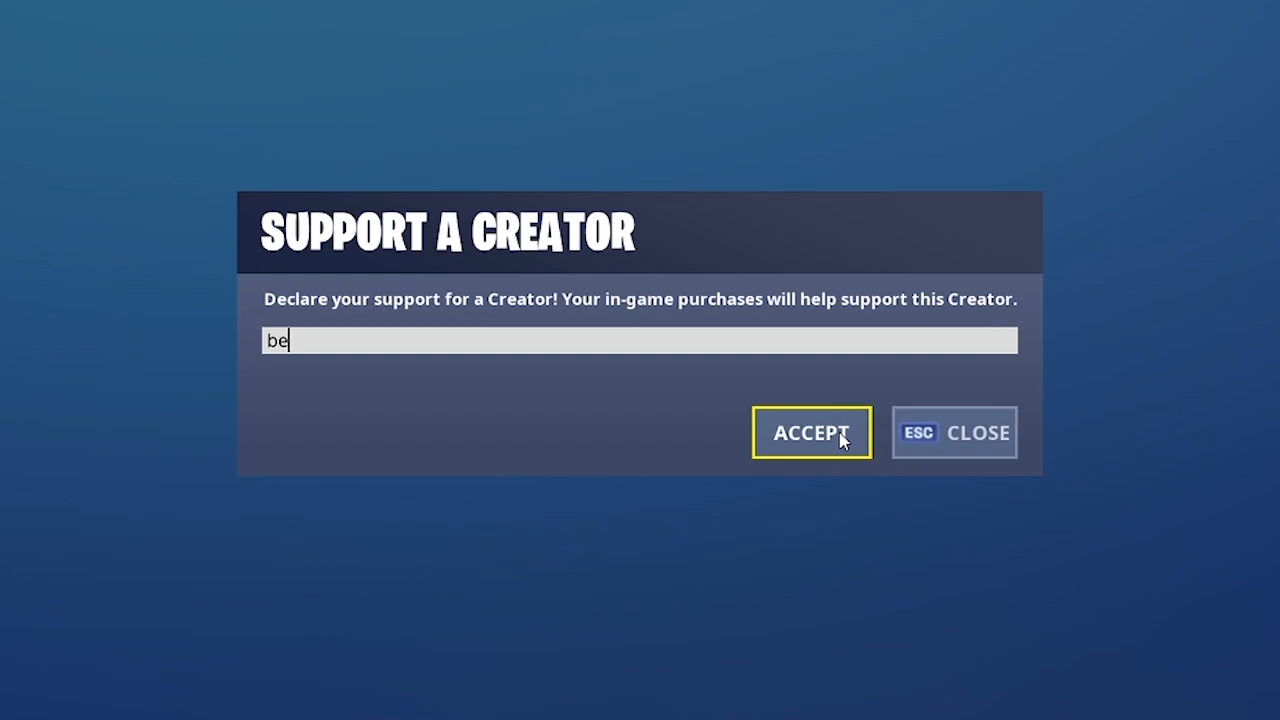 SUPPORT A CREATOR
Declare your support for a Creator! Your in-game purchases will help support this Creator.
be
ACCEPT
ESC CLOSE